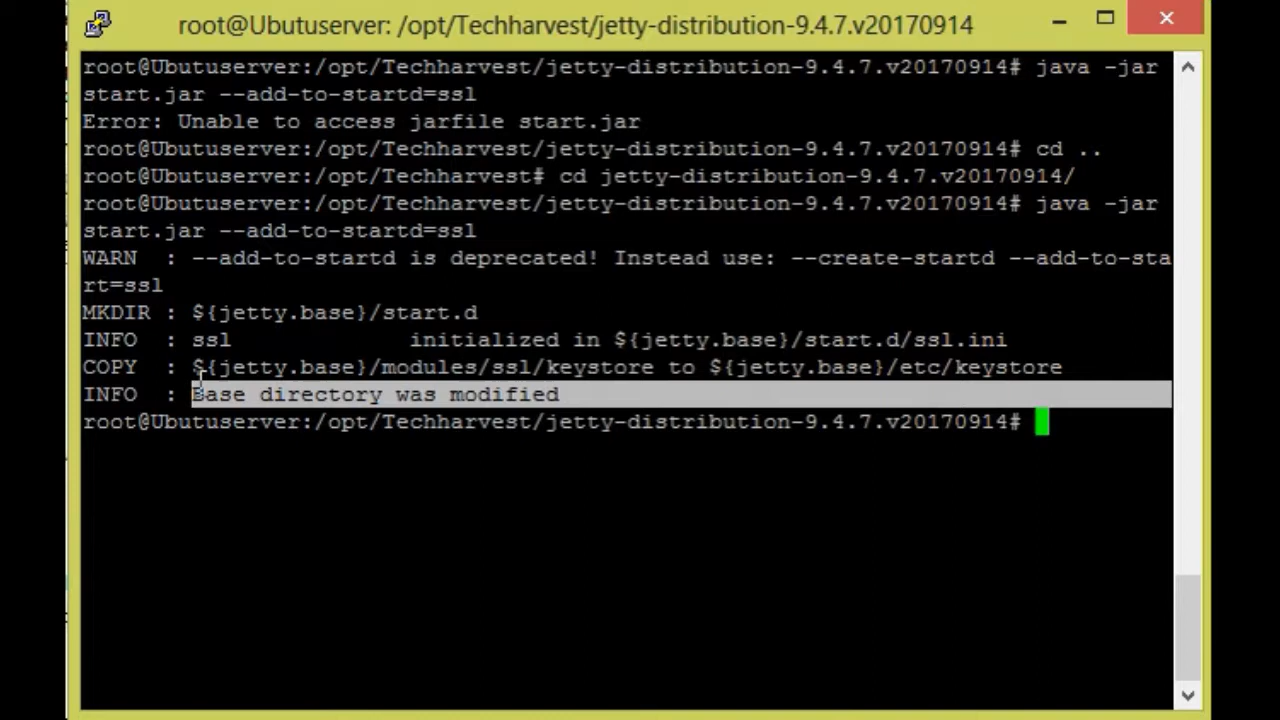 root@Ubutuserver: /opt/Techharvest/jetty-distribution-9.4.7.v20170914
root@Ubutuserver:/opt/Techharvest/jetty-distribution-9.4.7.v20170914# java -jar
start.jar --add-to-startd=ssl
Error: Unable to access jarfile start.jar
root@Ubutuserver:/opt/Techharvest/jetty-distribution-9.4.7.v20170914# cd ..
root@Ubutuserver:/opt/Techharvest# cd jetty-distribution-9.4.7.v20170914/
root@Ubutuserver:/opt/Techharvest/jetty-distribution-9.4.7.v20170914# java -jar
start.jar --add-to-startd=ssl
WARN  : --add-to-startd is deprecated! Instead use: --create-startd --add-to-sta
rt=ssl
MKDIR : ${jetty.base}/start.d
INFO  : ssl             initialized in ${jetty.base}/start.d/ssl.ini
COPY  : ${jetty.base}/modules/ssl/keystore to ${jetty.base}/etc/keystore
INFO  : Base directory was modified
root@Ubutuserver:/opt/Techharvest/jetty-distribution-9.4.7.v20170914#